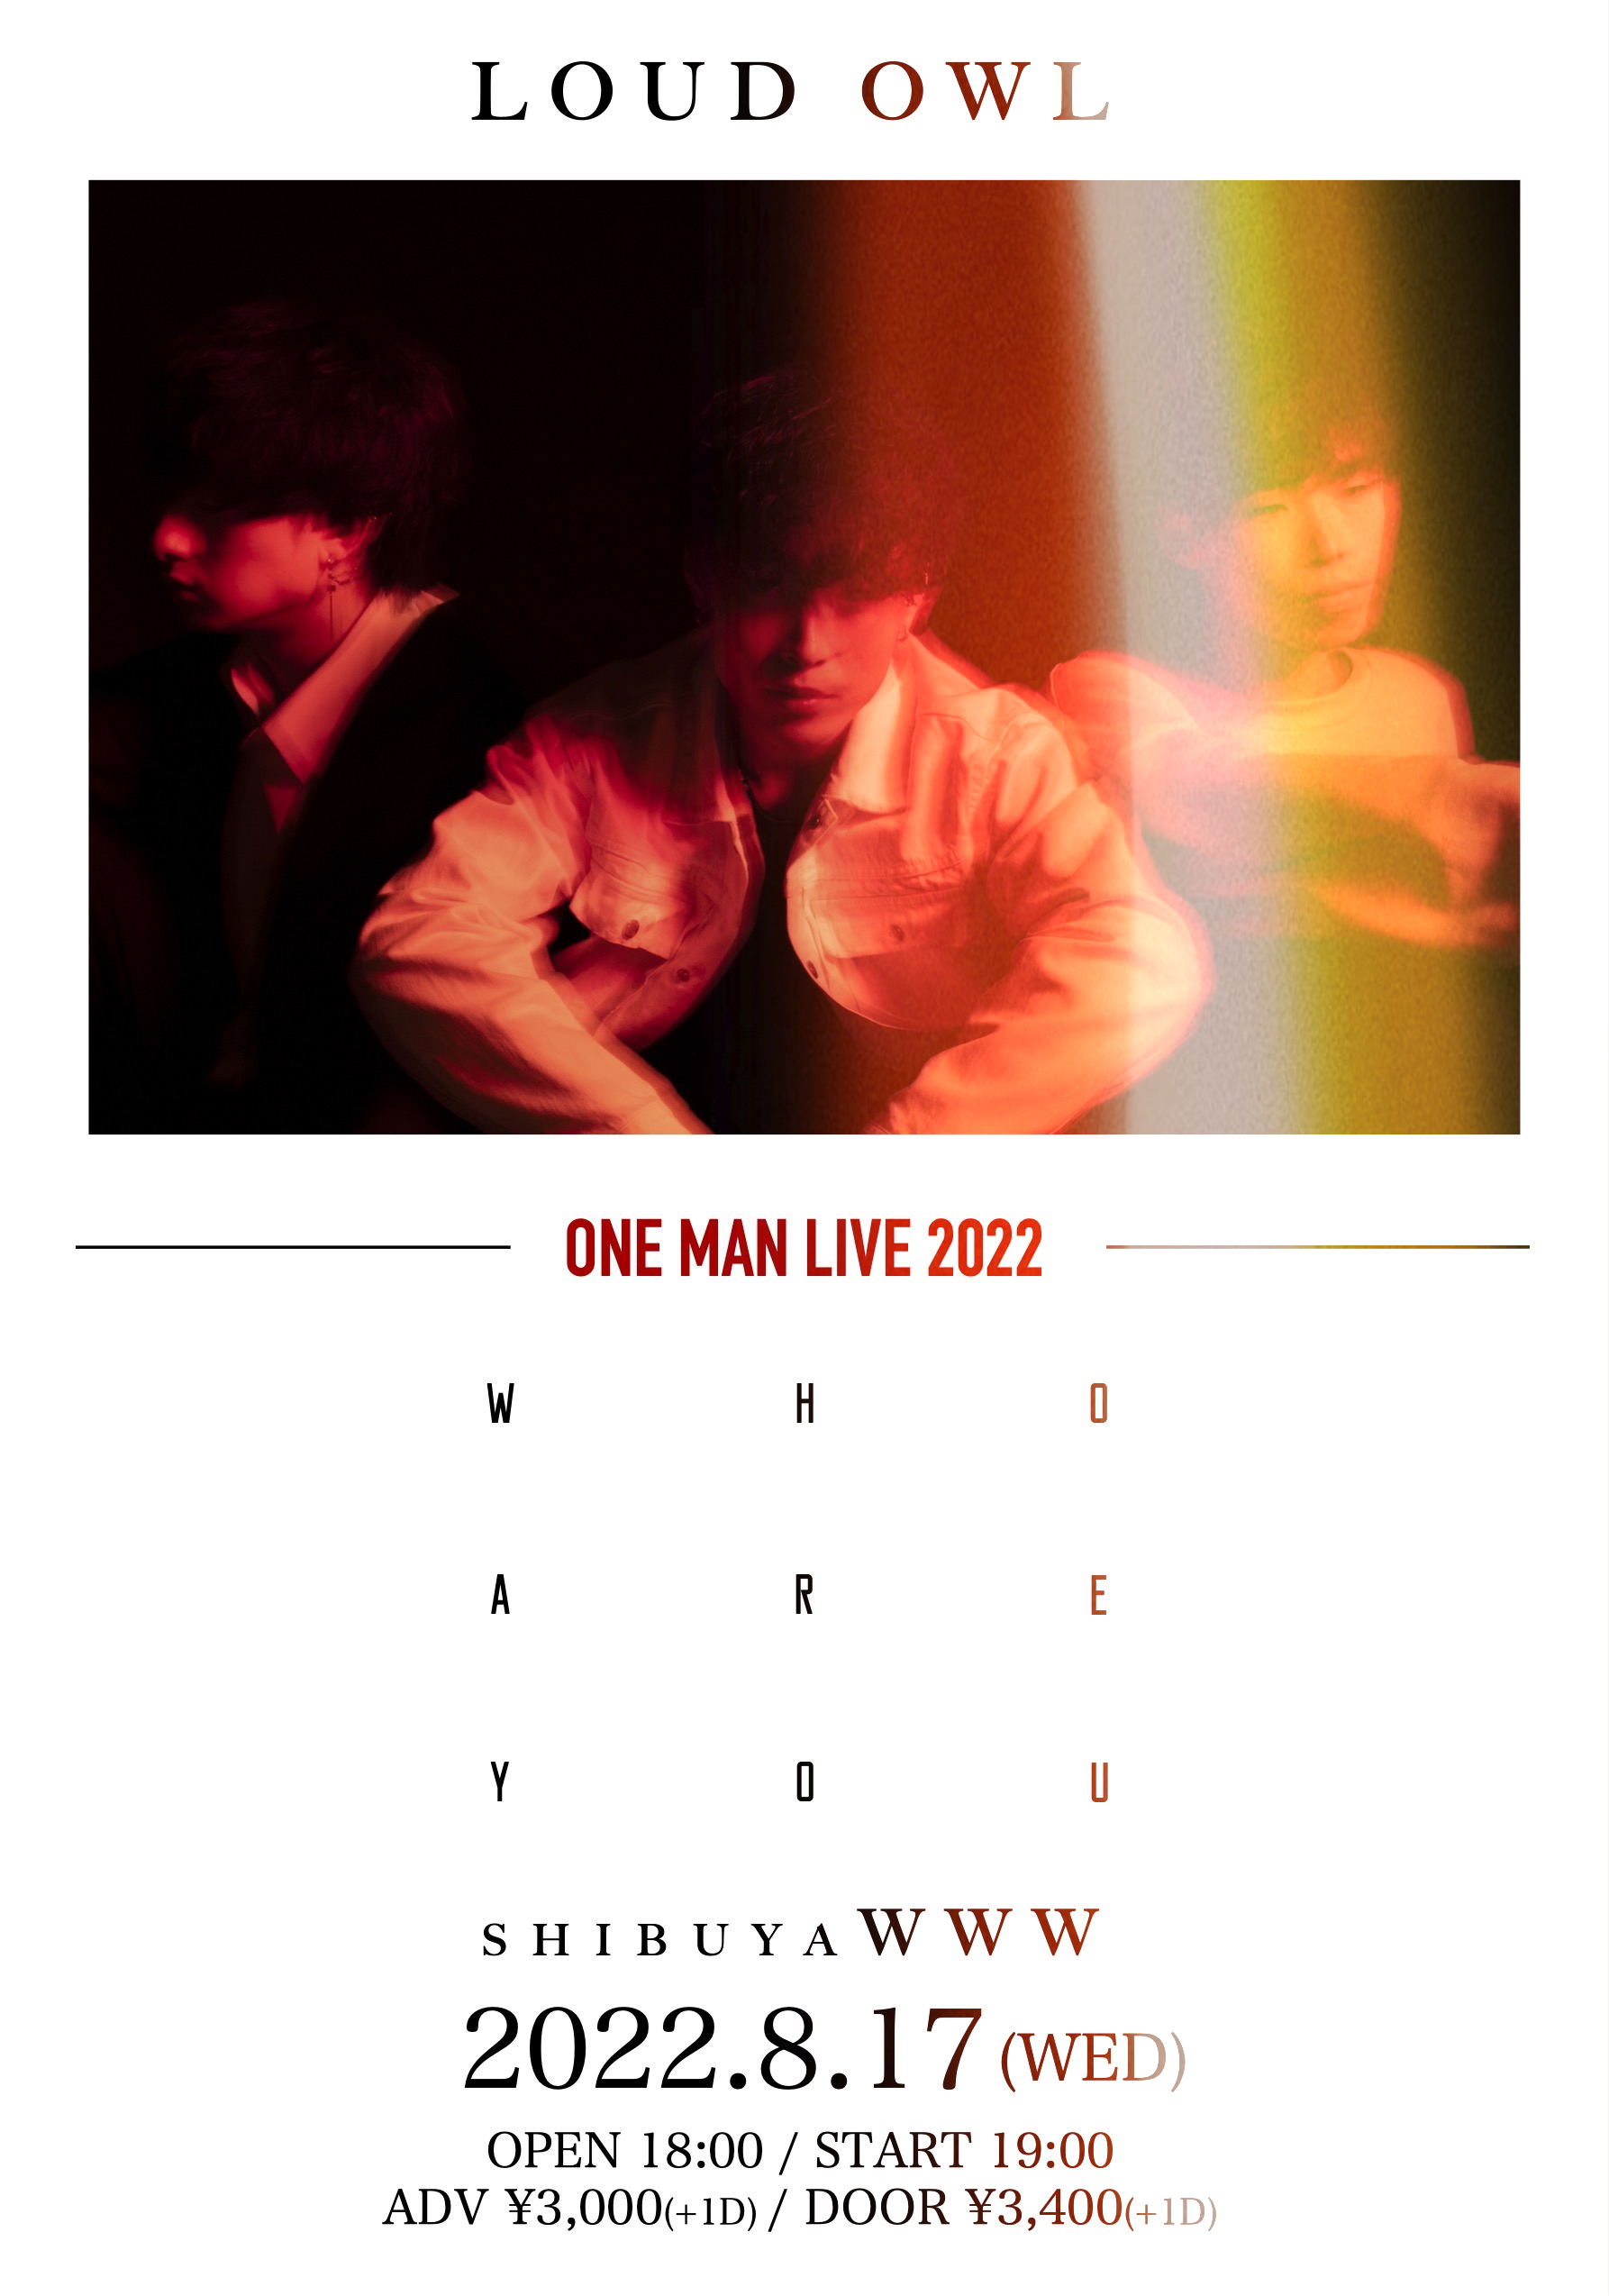 LOUD OWL
ONE MAN LIVE 2022
W H O
A R E
Y O U
SHIBUYA WWW
2022.8.17 (WED)
OPEN 18:00 / START 19:00
ADV ¥3,000(+1D) / DOOR ¥3,400(+1D)